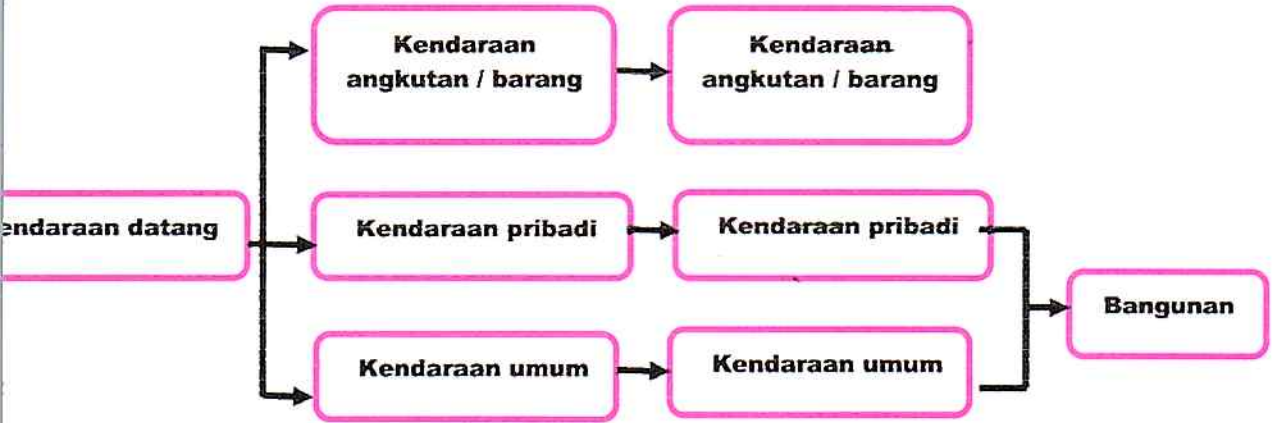 Kendaraan
angkutan / barang
Kendaraan
angkutan / barang
endaraan datang
Kendaraan pribadi
Kendaraan pribadi
Bangunan
Kendaraan umum
Kendaraan umum